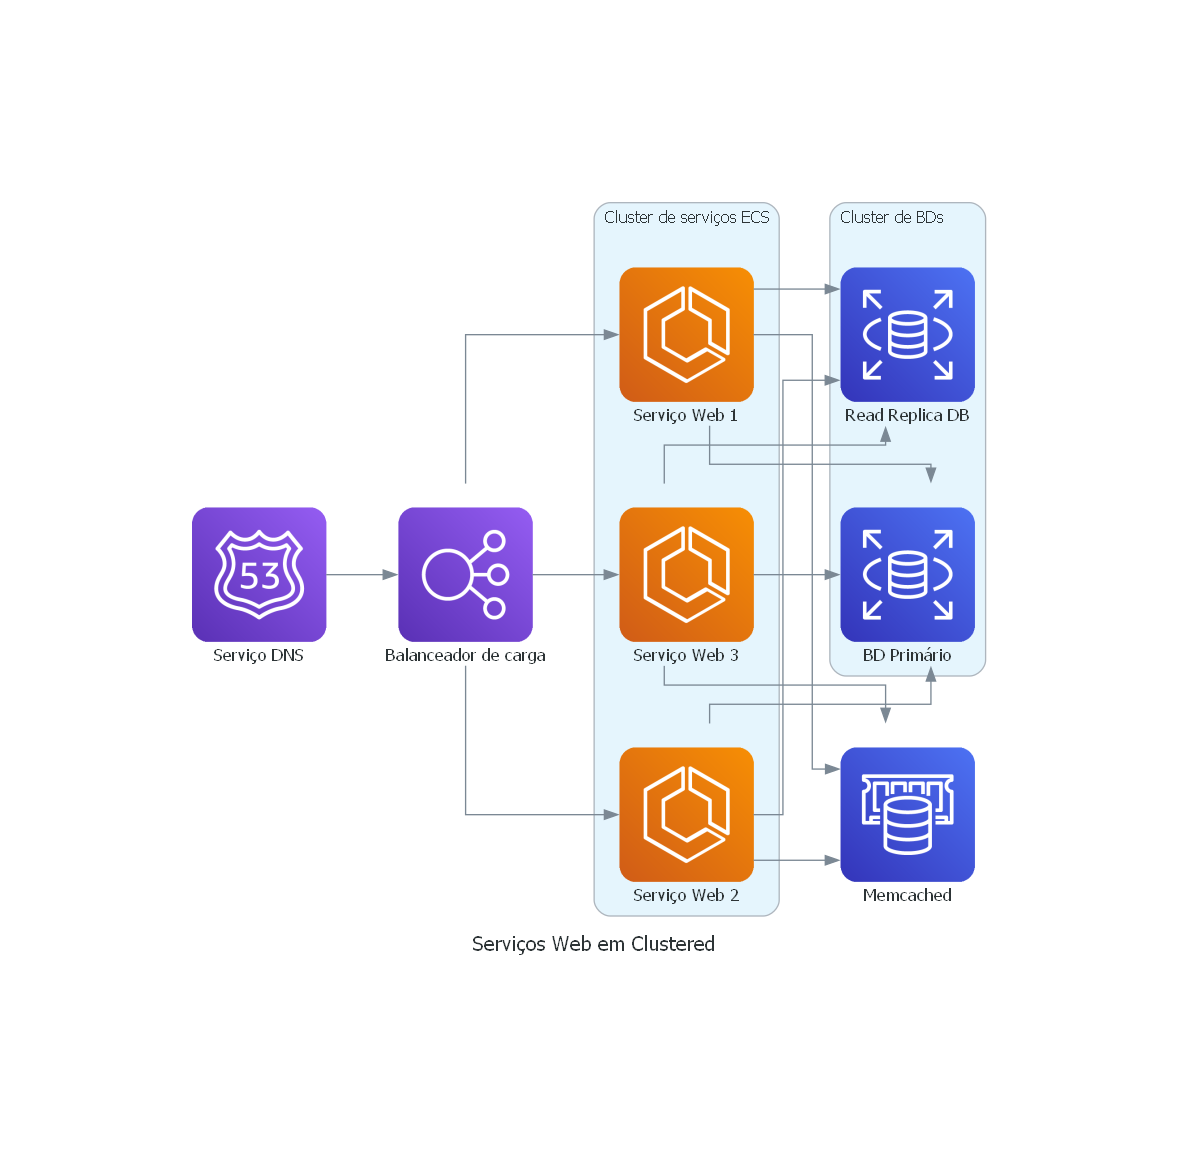 Cluster de serviços ECS
Cluster de BDs
Serviço Web 1
Read Replica DB
53
Serviço DNS
Balanceador de carga
Serviço Web 3
BD Primário
Serviço Web 2
Memcached
Serviços Web em Clustered